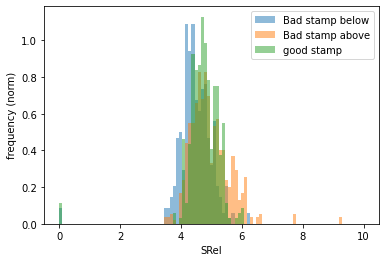 Bad stamp below
Bad stamp above
good stamp
frequency (norm)
1.0
0.8
0.6
0.4
0.2
0.0
0 2 4 6 8 10
SRel